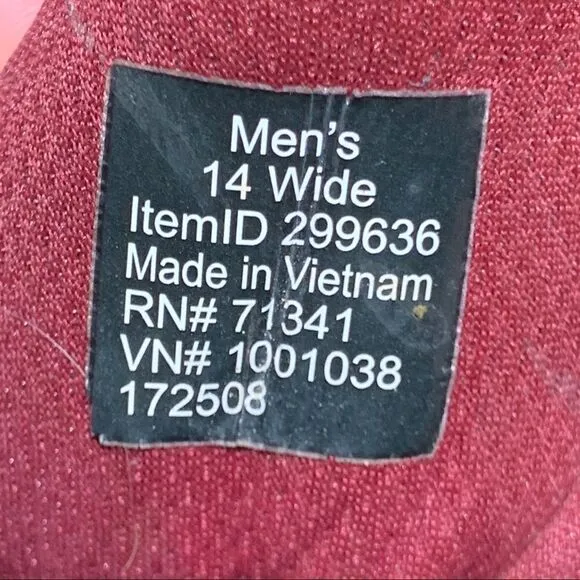 Men's
14 Wide
ItemID 299636
Made in Vietnam
RN# 71341
VN# 1001038
172508